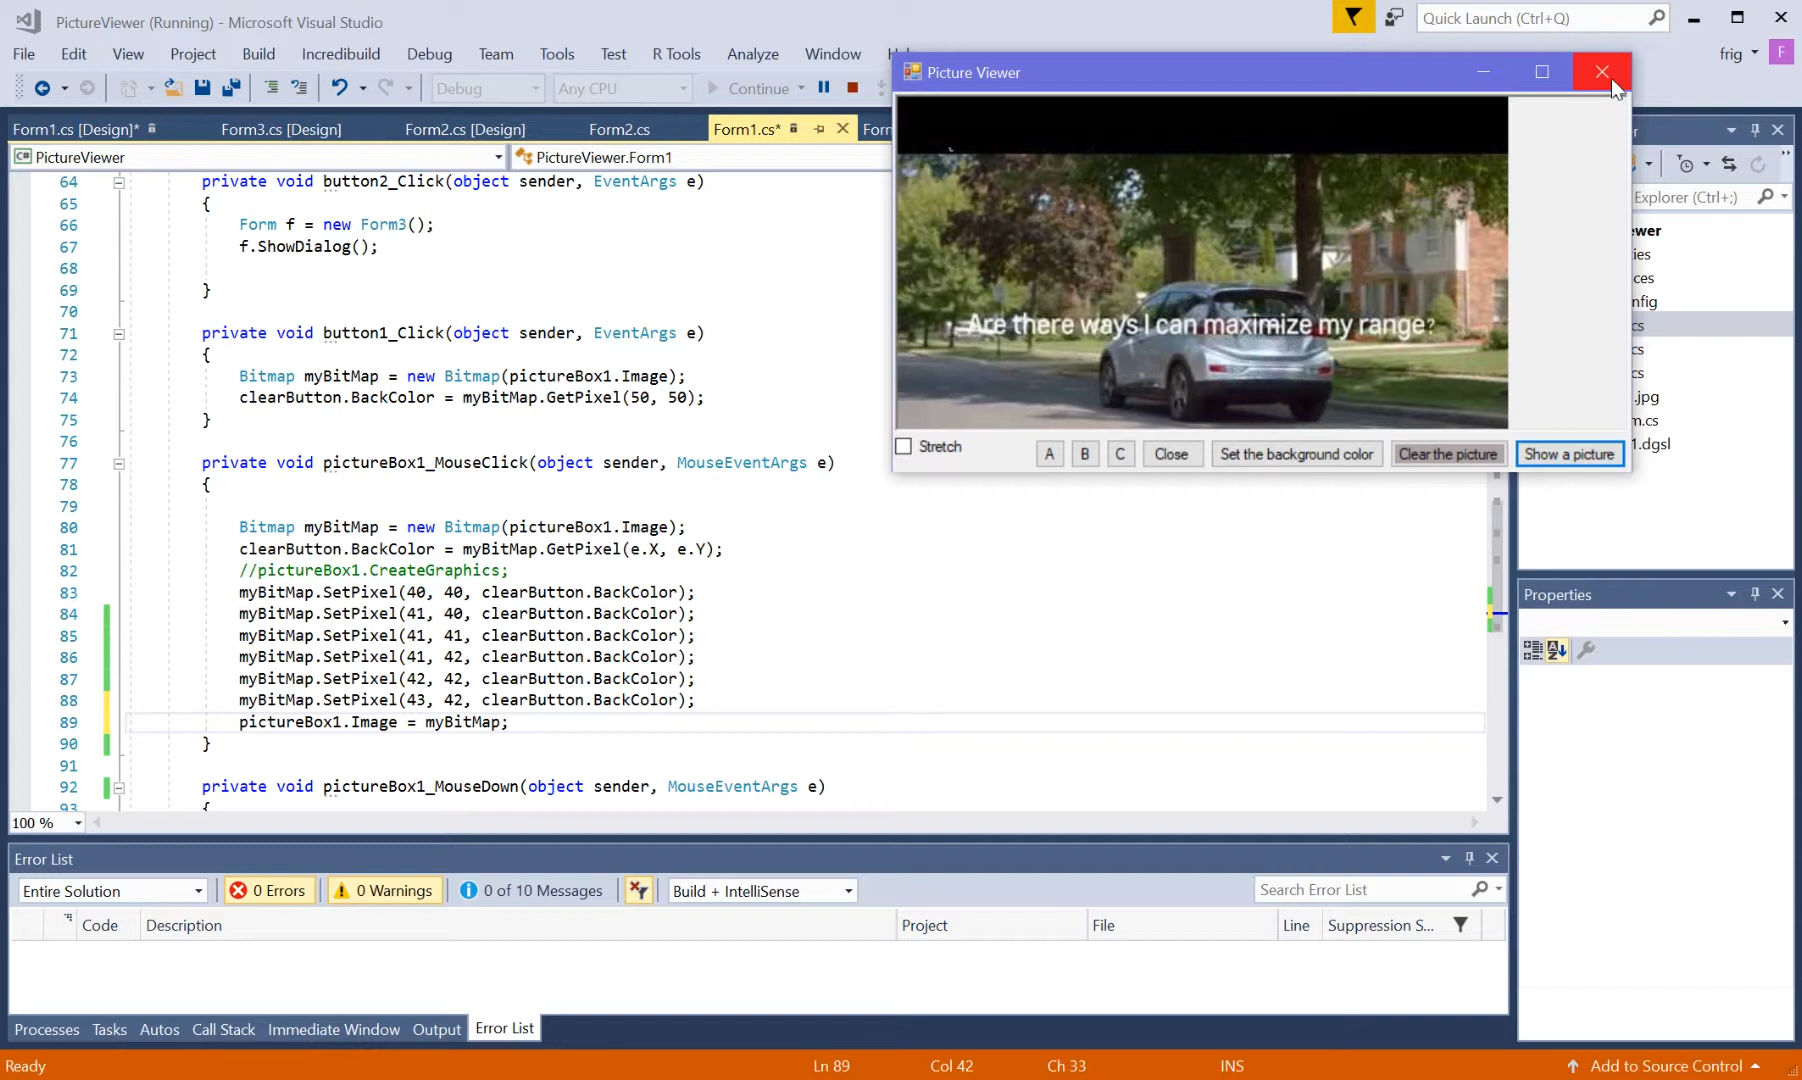 PictureViewer (Running) - Microsoft Visual Studio
Quick Launch (Ctrl+Q)
File Edit View Project Build Incredibuild Debug Team Tools Test R Tools Analyze Window
frig F
Debug Any CPU Continue
Picture Viewer
Form1.cs [Design]* Form3.cs [Design] Form2.cs [Design] Form2.cs Form1.cs*
C# PictureViewer PictureViewer.Form1
Explorer (Ctrl+;)
64 private void button2_Click(object sender, EventArgs e)
65 {
66 Form f = new Form3();
67 f.ShowDialog();
68
69 }
70
71 private void button1_Click(object sender, EventArgs e)
72 {
73 Bitmap myBitMap = new Bitmap(pictureBox1.Image);
74 clearButton.BackColor = myBitMap.GetPixel(50, 50);
75 }
76
77 private void pictureBox1_MouseClick(object sender, MouseEventArgs e)
78 {
79
80 Bitmap myBitMap = new Bitmap(pictureBox1.Image);
81 clearButton.BackColor = myBitMap.GetPixel(e.X, e.Y);
82 //pictureBox1.CreateGraphics;
83 myBitMap.SetPixel(40, 40, clearButton.BackColor);
84 myBitMap.SetPixel(41, 40, clearButton.BackColor);
85 myBitMap.SetPixel(41, 41, clearButton.BackColor);
86 myBitMap.SetPixel(41, 42, clearButton.BackColor);
87 myBitMap.SetPixel(42, 42, clearButton.BackColor);
88 myBitMap.SetPixel(43, 42, clearButton.BackColor);
89 pictureBox1.Image = myBitMap;
90 }
91
92 private void pictureBox1_MouseDown(object sender, MouseEventArgs e)
93 {
100 %
Are there ways I can maximize my range?
Stretch A B C Close Set the background color Clear the picture Show a picture
.jpg
1.dgsl
Properties
Error List
Entire Solution 0 Errors 0 Warnings 0 of 10 Messages Build + IntelliSense Search Error List
Code Description Project File Line Suppression S...
Processes Tasks Autos Call Stack Immediate Window Output Error List
Ready Ln 89 Col 42 Ch 33 INS Add to Source Control